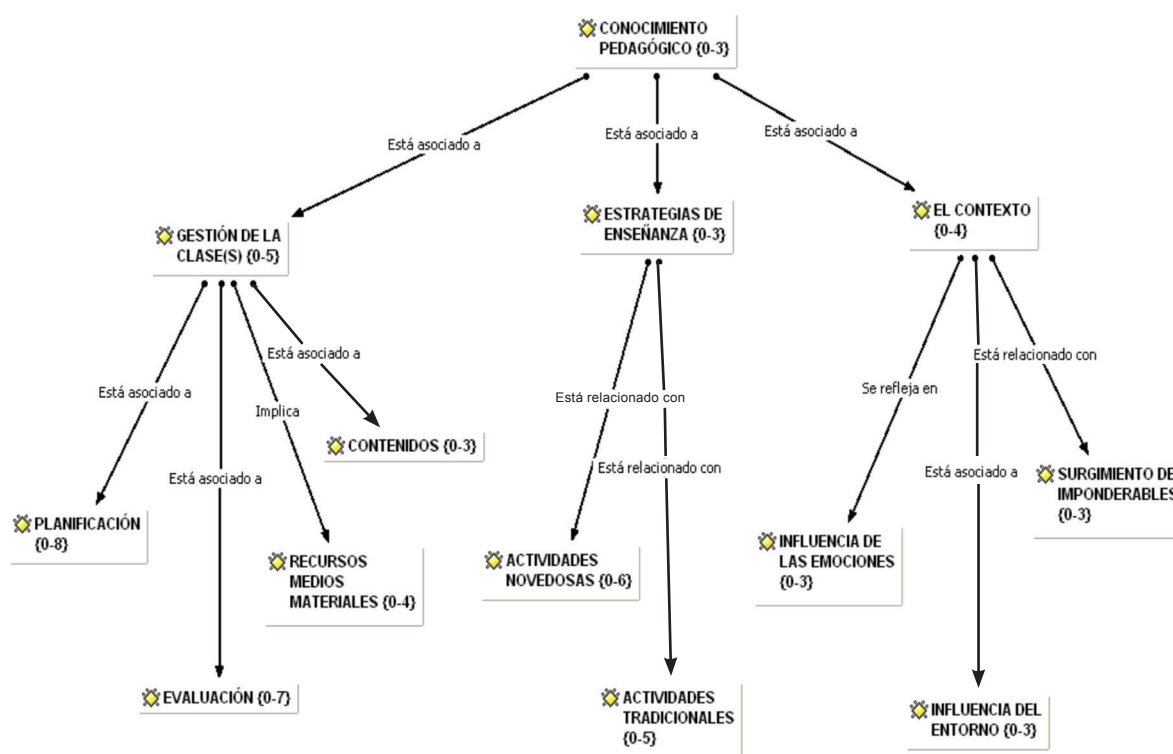 CONOCIMIENTO
PEDAGÓGICO {0-3}
Está asociado a
Está asociado a
Está asociado a
GESTIÓN DE LA
CLASE(S) {0-5}
ESTRATEGIAS DE
ENSEÑANZA {0-3}
EL CONTEXTO
{0-4}
Está asociado a
Está asociado a
Implica
Está asociado a
Está relacionado con
Está relacionado con
Se refleja en
Está asociado a
Está relacionado con
CONTENIDOS {0-3}
PLANIFICACIÓN
{0-8}
RECURSOS
MEDIOS
MATERIALES {0-4}
ACTIVIDADES
NOVEDOSAS {0-6}
INFLUENCIA DE
LAS EMOCIONES
{0-3}
SURGIMIENTO DE
IMPONDERABLES
{0-3}
EVALUACIÓN {0-7}
ACTIVIDADES
TRADICIONALES
{0-5}
INFLUENCIA DEL
ENTORNO {0-3}